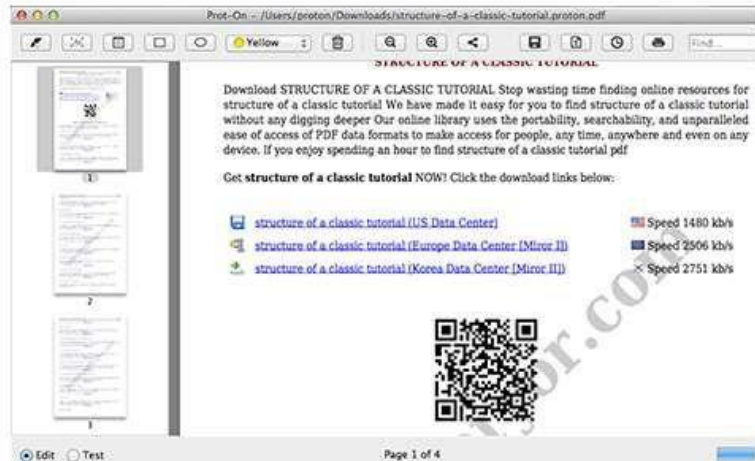 Prot-On - /Users/proton/Downloads/structure-of-a-classic-tutorial.proton.pdf
Yellow
Find...
STRUCTURE OF A CLASSIC TUTORIAL
Download STRUCTURE OF A CLASSIC TUTORIAL Stop wasting time finding online resources for
structure of a classic tutorial We have made it easy for you to find structure of a classic tutorial
without any digging deeper Our online library uses the portability, searchability, and unparalleled
ease of access of PDF data formats to make access for people, any time, anywhere and even on any
device. If you enjoy spending an hour to find structure of a classic tutorial pdf
Get structure of a classic tutorial NOW! Click the download links below:
structure of a classic tutorial (US Data Center) Speed 1480 kb/s
structure of a classic tutorial (Europe Data Center [Miror I]) Speed 2506 kb/s
structure of a classic tutorial (Korea Data Center [Miror II]) Speed 2751 kb/s
1
2
3
Edit Test Page 1 of 4